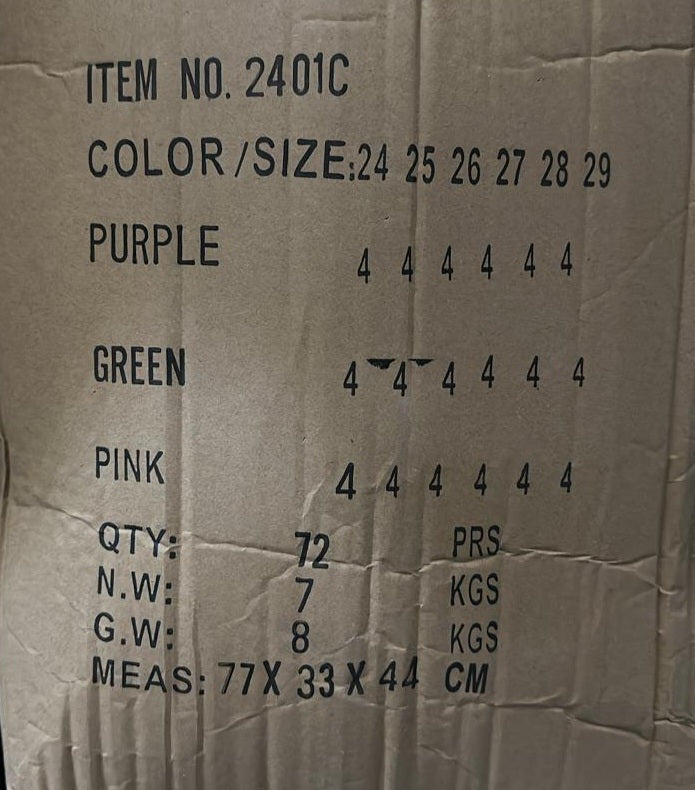 ITEM NO. 2401C
COLOR/SIZE:24 25 26 27 28 29
PURPLE 4 4 4 4 4 4
GREEN 4 4 4 4 4 4
PINK 4 4 4 4 4 4
QTY: 72 PRS
N.W: 7 KGS
G.W: 8 KGS
MEAS: 77X 33 X 44 CM